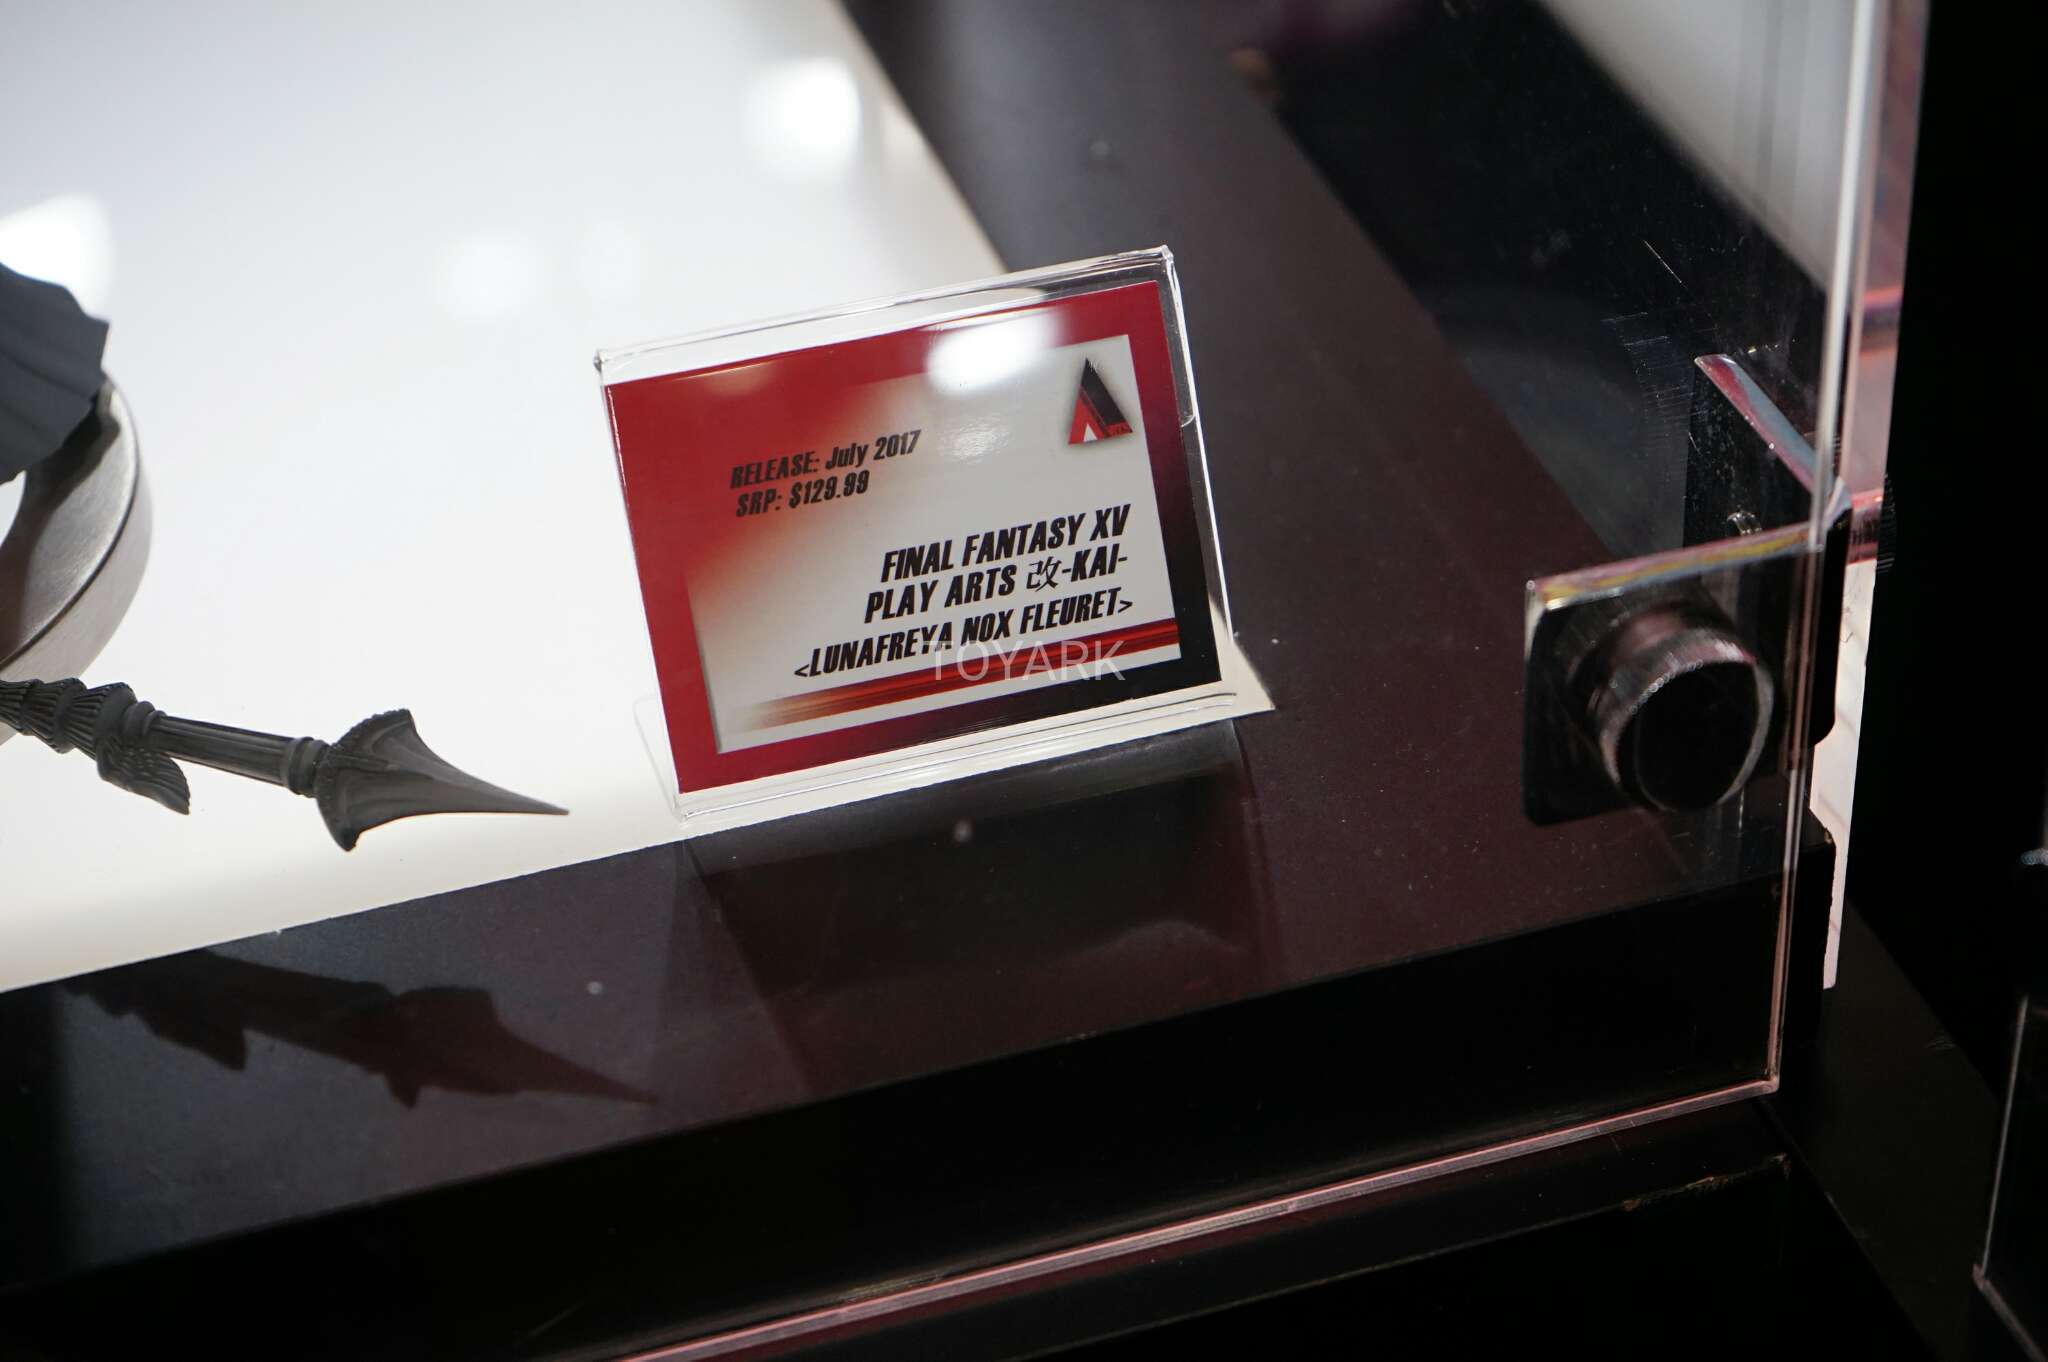 RELEASE: July 2017
SRP: $129.99
FINAL FANTASY XV
PLAY ARTS 改-KAI-
<LUNAFREYA NOX FLEURET>
TOYARK